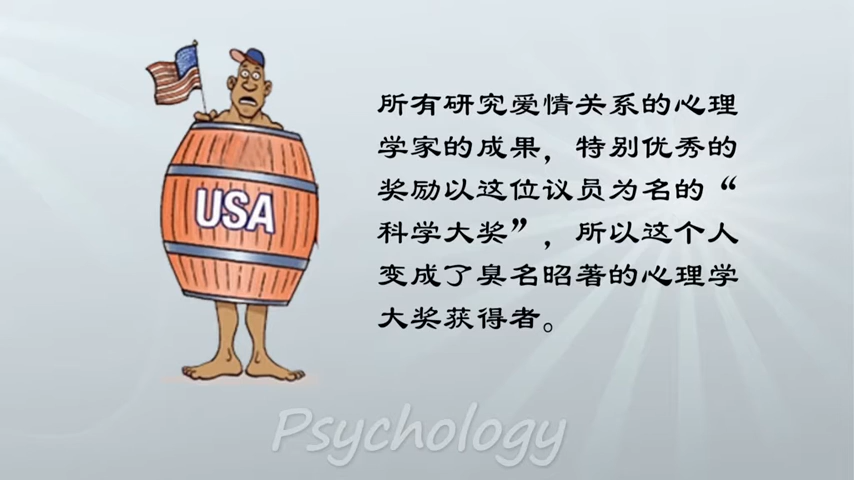 USA
所有研究爱情关系的心理
学家的成果，特别优秀的
奖励以这位议员为名的“
科学大奖”，所以这个人
变成了臭名昭著的心理学
大奖获得者。
Psychology